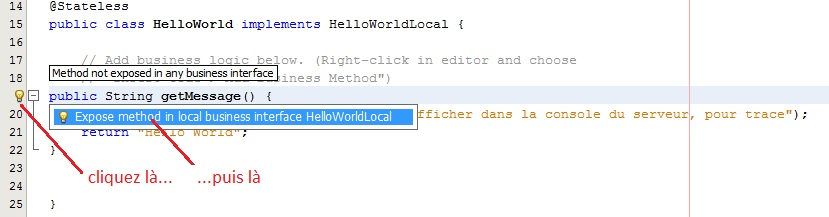 14 @Stateless
15 public class HelloWorld implements HelloWorldLocal {
16
17 // Add business logic below. (Right-click in editor and choose
Method not exposed in any business interface
18 Business Method")
19 public String getMessage() {
Expose method in local business interface HelloWorldLocal
20 fficher dans la console du serveur, pour trace");
21 return "Hello World";
22 }
23
cliquez là... ...puis là
24
25 }